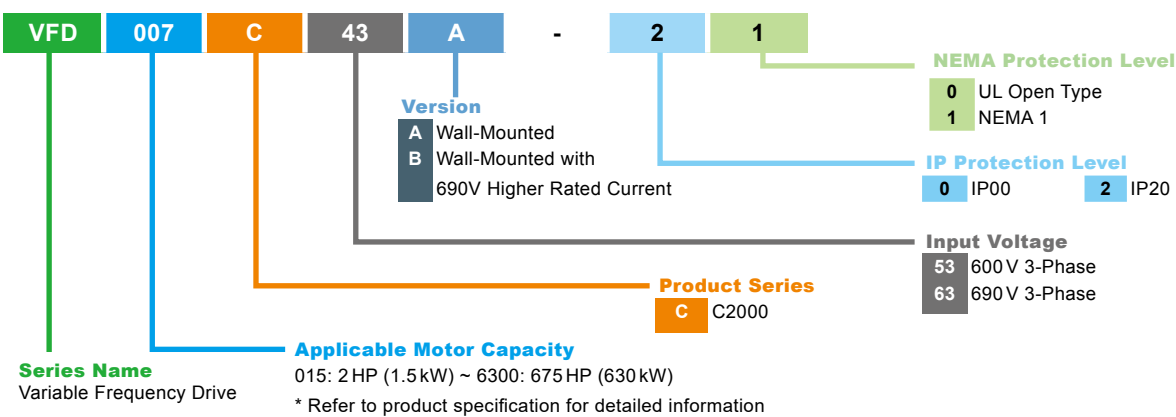 VFD 007 C 43 A - 2 1
NEMA Protection Level
0 UL Open Type
1 NEMA 1
Version
A Wall-Mounted
B Wall-Mounted with
690V Higher Rated Current
IP Protection Level
0 IP00 2 IP20
Input Voltage
53 600V 3-Phase
63 690V 3-Phase
Product Series
C C2000
Applicable Motor Capacity
015: 2HP (1.5kW) ~ 6300: 675HP (630kW)
* Refer to product specification for detailed information
Series Name
Variable Frequency Drive